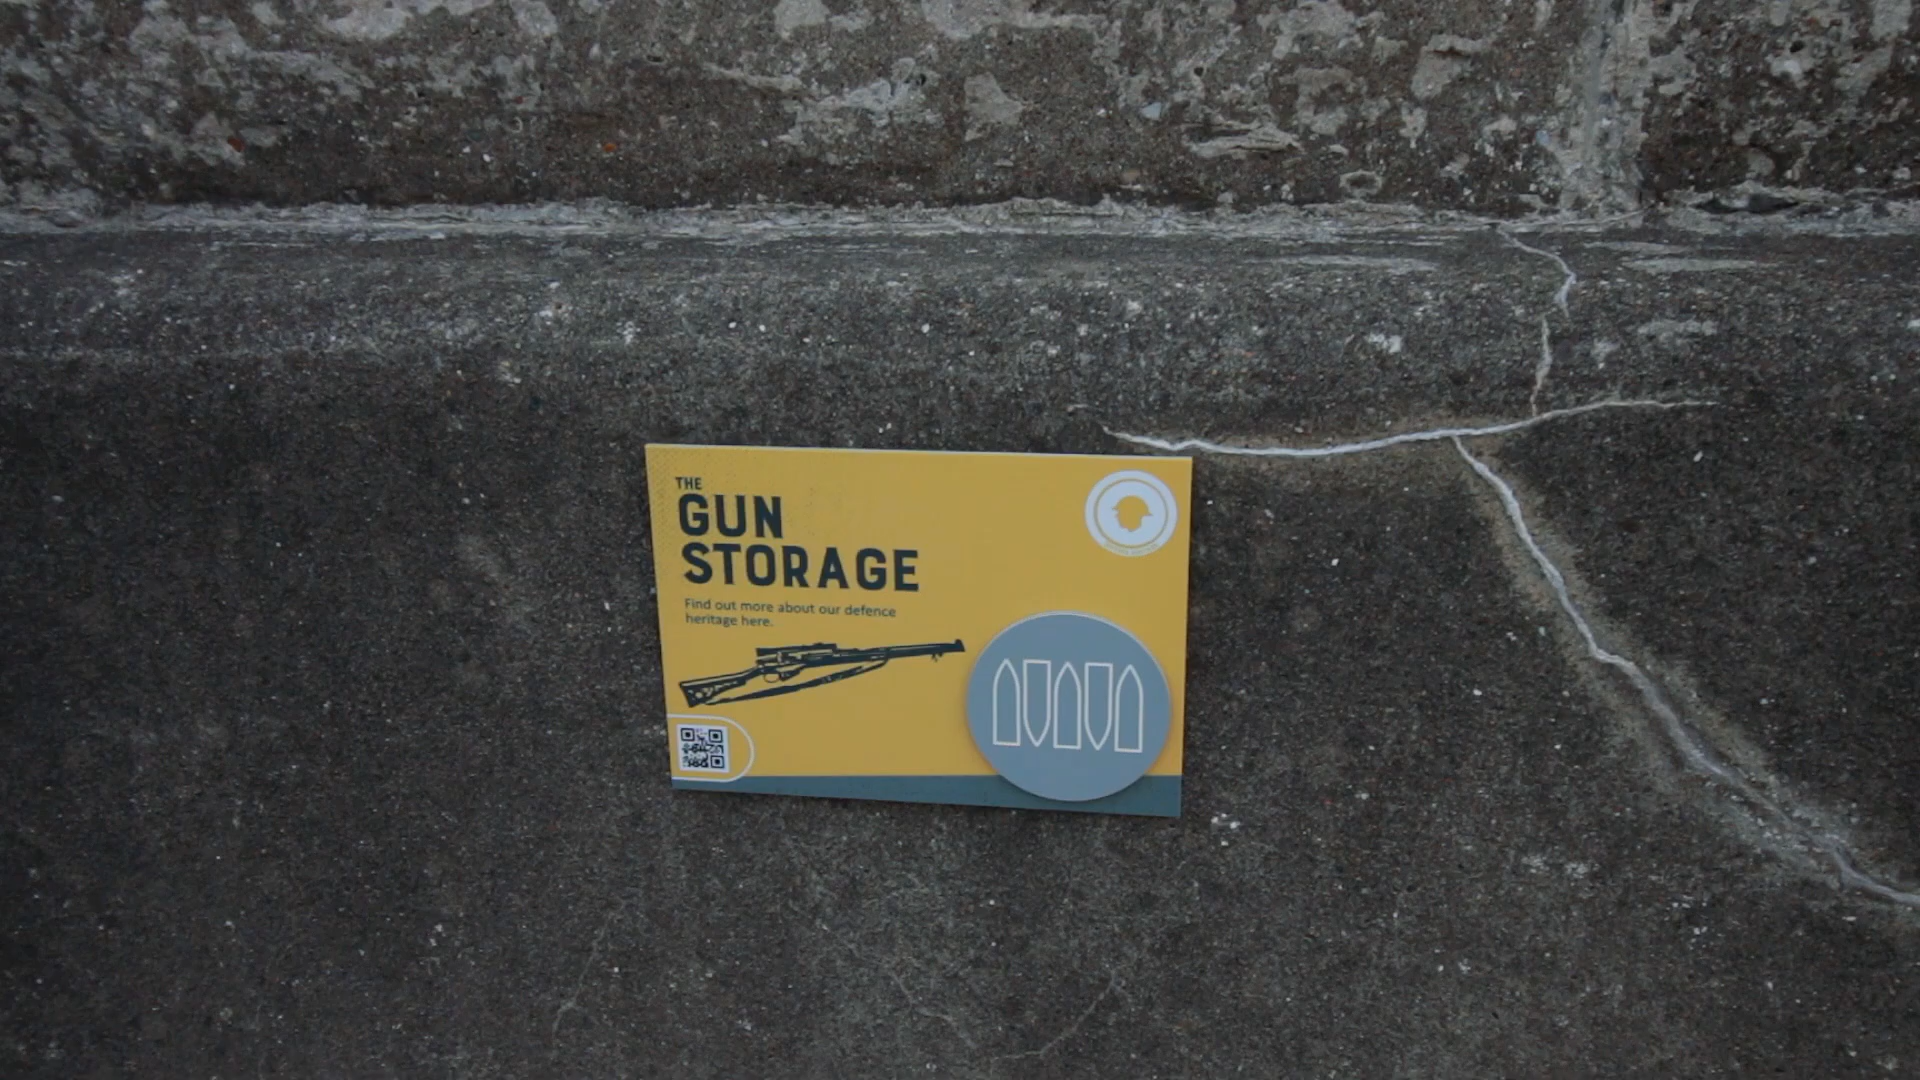 THE
GUN
STORAGE
Find out more about our defence
heritage here.